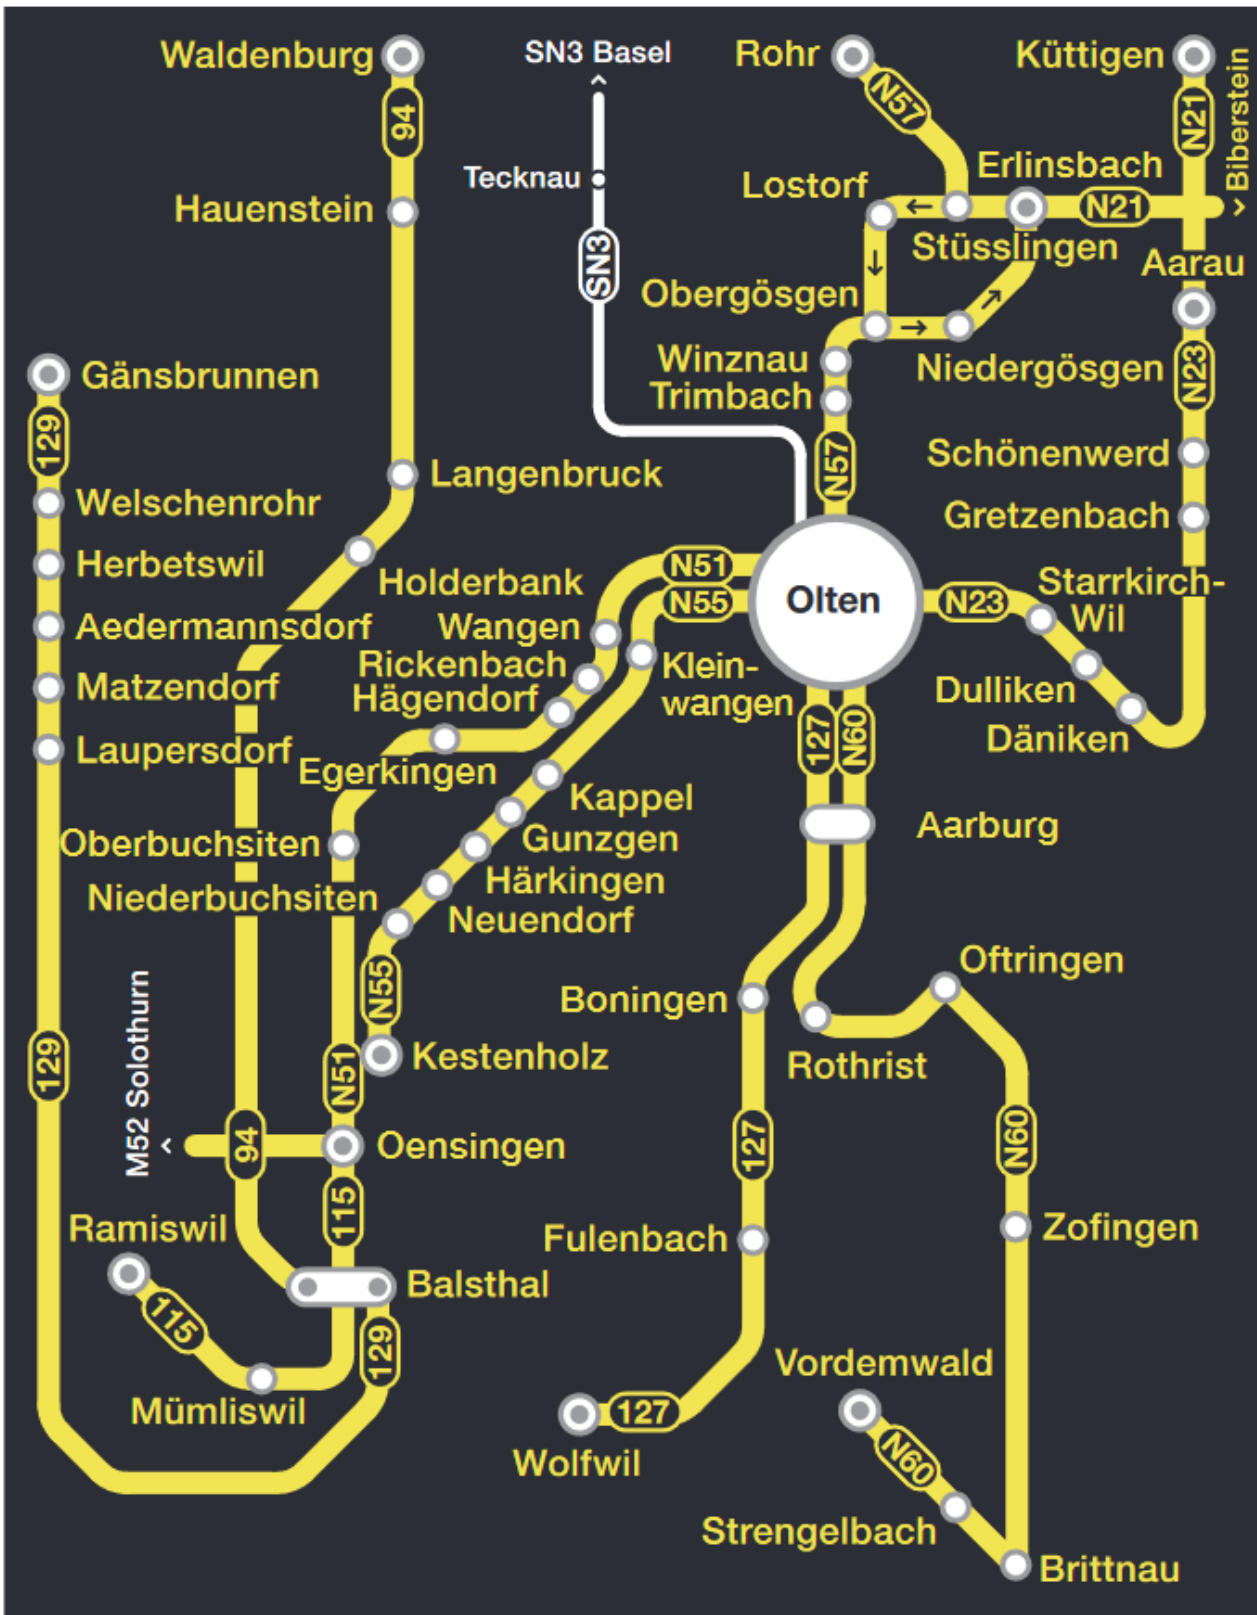 Waldenburg
SN3 Basel
Rohr
Küttigen
94
N57
N21
Biberstein
Tecknau
Erlinsbach
Hauenstein
Lostorf
N21
SN3
Stüsslingen
Aarau
Obergösgen
Winznau
Niedergösgen
N23
Gänsbrunnen
Trimbach
129
N57
Schönenwerd
Langenbruck
Welschenrohr
Gretzenbach
Herbetswil
Holderbank
N51
N55
Olten
N23
Starrkirch-
Wil
Aedermannsdorf
Wangen
Rickenbach
Klein-
wangen
Matzendorf
Hägendorf
Dulliken
Däniken
Laupersdorf
127
N60
Egerkingen
Kappel
Aarburg
Oberbuchsiten
Gunzgen
Niederbuchsiten
Härkingen
Neuendorf
Oftringen
M52 Solothurn
N55
Boningen
129
N51
Kestenholz
Rothrist
94
Oensingen
127
N60
115
Ramiswil
Fulenbach
Zofingen
Balsthal
115
129
Vordemwald
Mümliswil
127
Wolfwil
N60
Strengelbach
Brittnau